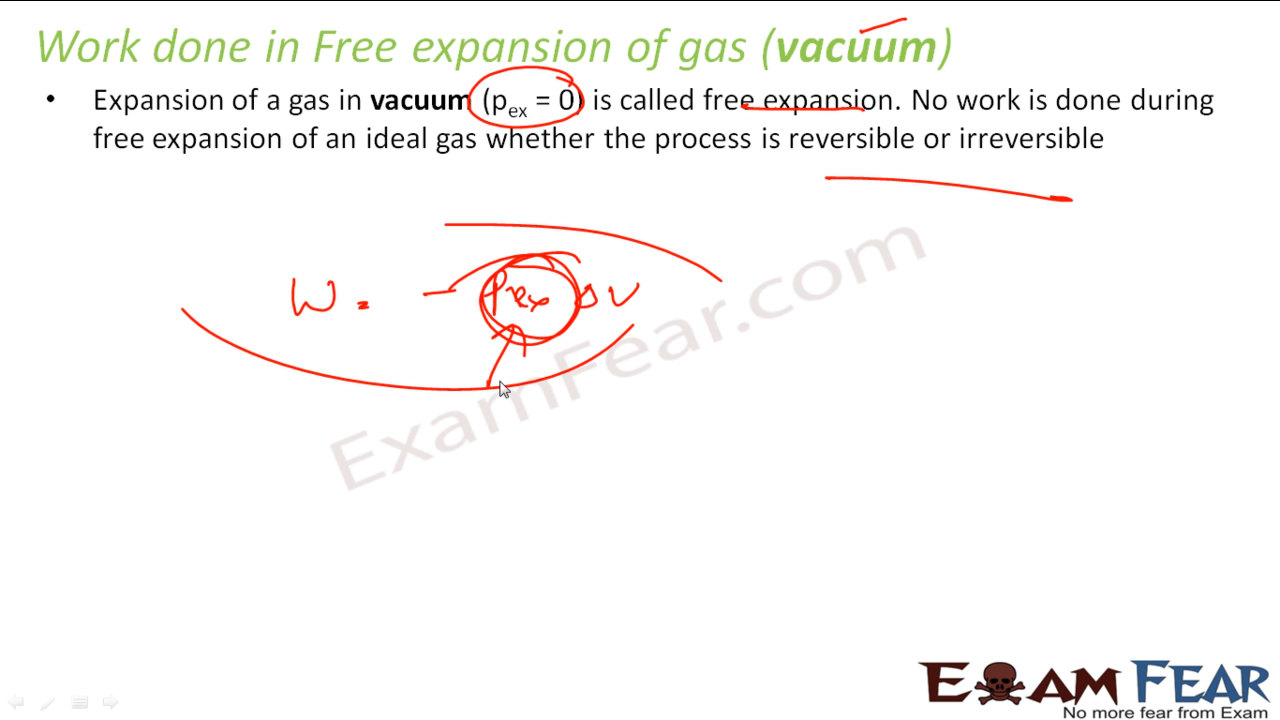 Work done in Free expansion of gas (vacuum)
• Expansion of a gas in vacuum (pex = 0) is called free expansion. No work is done during
free expansion of an ideal gas whether the process is reversible or irreversible
W = - Pex ΔV
ExamFear.com
EXAM FEAR
No more fear from Exam